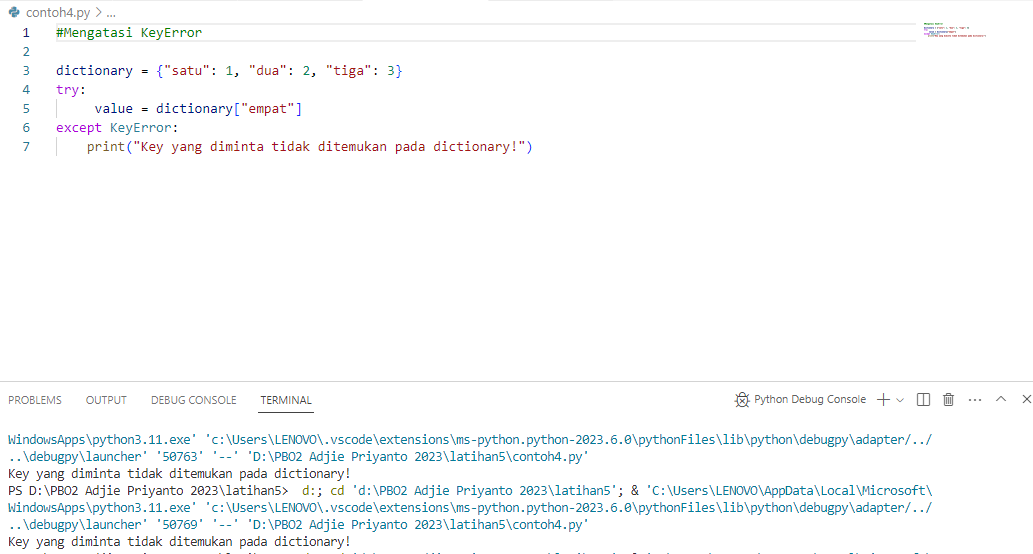 contoh4.py > ...
1 #Mengatasi KeyError
2
3 dictionary = {"satu": 1, "dua": 2, "tiga": 3}
4 try:
5 value = dictionary["empat"]
6 except KeyError:
7 print("Key yang diminta tidak ditemukan pada dictionary!")
PROBLEMS OUTPUT DEBUG CONSOLE TERMINAL Python Debug Console
WindowsApps\python3.11.exe' 'c:\Users\LENOVO\.vscode\extensions\ms-python.python-2023.6.0\pythonFiles\lib\python\debugpy\adapter/../
..\debugpy\launcher' '50763' '--' 'D:\PBO2 Adjie Priyanto 2023\latihan5\contoh4.py'
Key yang diminta tidak ditemukan pada dictionary!
PS D:\PBO2 Adjie Priyanto 2023\latihan5> d:; cd 'd:\PBO2 Adjie Priyanto 2023\latihan5'; & 'C:\Users\LENOVO\AppData\Local\Microsoft\
WindowsApps\python3.11.exe' 'c:\Users\LENOVO\.vscode\extensions\ms-python.python-2023.6.0\pythonFiles\lib\python\debugpy\adapter/../
..\debugpy\launcher' '50769' '--' 'D:\PBO2 Adjie Priyanto 2023\latihan5\contoh4.py'
Key yang diminta tidak ditemukan pada dictionary!